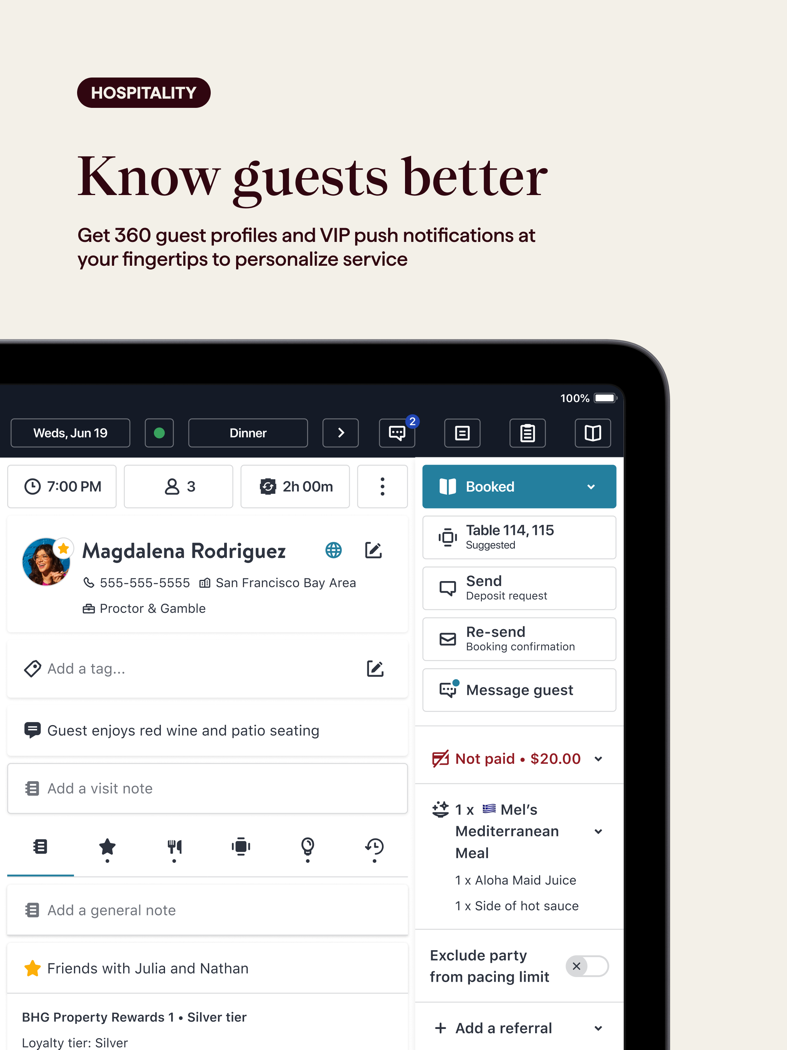 HOSPITALITY
Know guests better
Get 360 guest profiles and VIP push notifications at
your fingertips to personalize service
100%
Weds, Jun 19
Dinner
2
7:00 PM
3
2h 00m
Booked
Magdalena Rodriguez
555-555-5555 San Francisco Bay Area
Proctor & Gamble
Table 114, 115
Suggested
Send
Deposit request
Re-send
Booking confirmation
Message guest
Add a tag...
Guest enjoys red wine and patio seating
Add a visit note
Not paid • $20.00
1 x 🇬🇷 Mel's
Mediterranean
Meal
1 x Aloha Maid Juice
1 x Side of hot sauce
Add a general note
Friends with Julia and Nathan
BHG Property Rewards 1 • Silver tier
Loyalty tier: Silver
Exclude party
from pacing limit
+ Add a referral